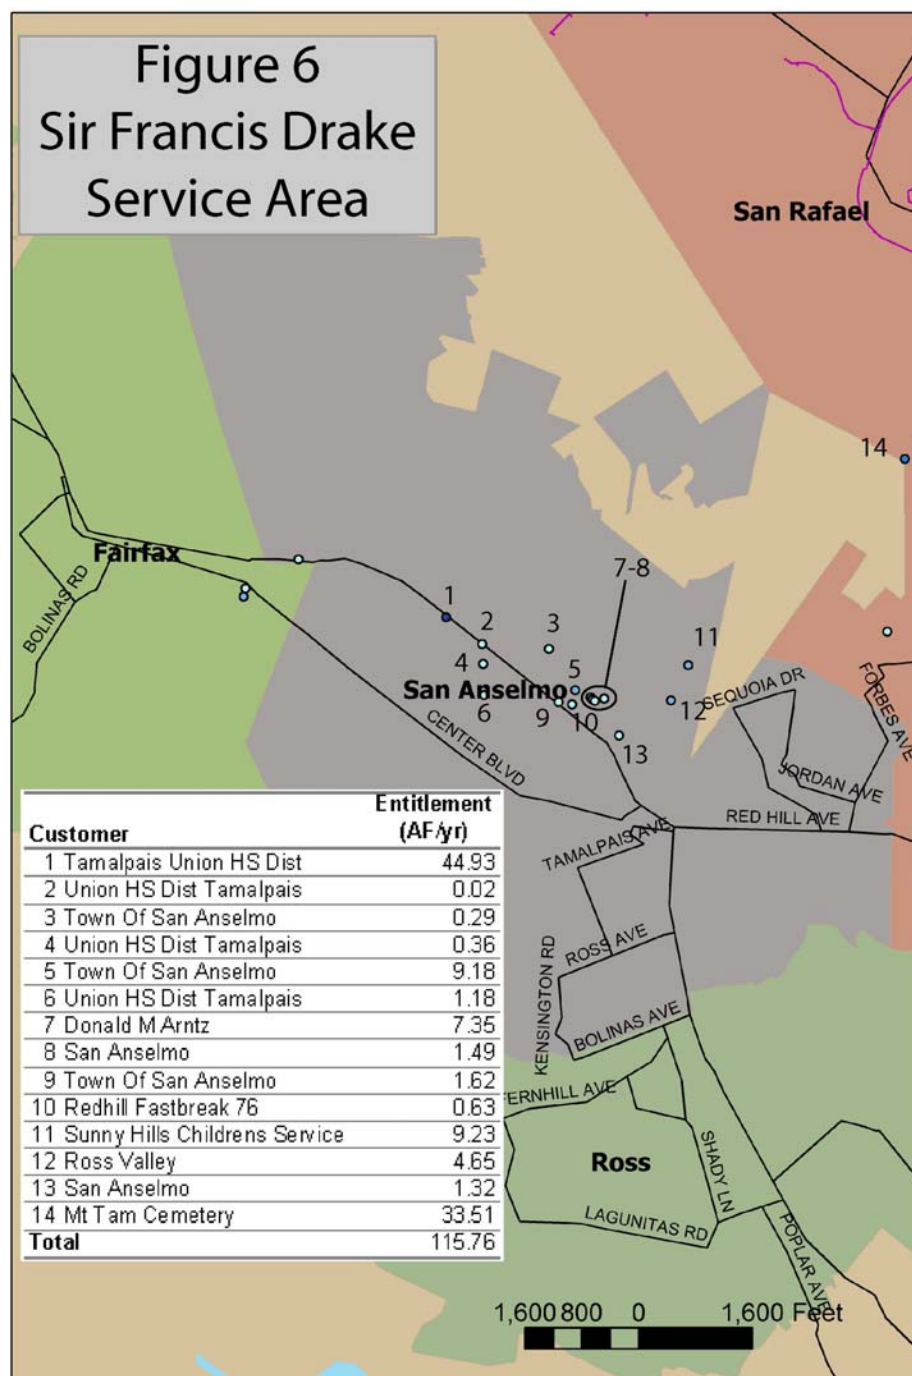 Figure 6
Sir Francis Drake
Service Area
San Rafael
14
Fairfax
BOLINAS RD
7-8
1
2
3
4
5
11
San Anselmo
6
9
10
12
13
CENTER BLVD
SEQUOIA DR
FORBES AVE
JORDAN AVE
RED HILL AVE
TAMALPAIS AVE
ROSS AVE
KENSINGTON RD
BOLINAS AVE
FERNHILL AVE
Ross
SHADY LN
LAGUNITAS RD
POPLAR AVE
Customer Entitlement (AF/yr)
1 Tamalpais Union HS Dist 44.93
2 Union HS Dist Tamalpais 0.02
3 Town Of San Anselmo 0.29
4 Union HS Dist Tamalpais 0.36
5 Town Of San Anselmo 9.18
6 Union HS Dist Tamalpais 1.18
7 Donald M Arntz 7.35
8 San Anselmo 1.49
9 Town Of San Anselmo 1.62
10 Redhill Fastbreak 76 0.63
11 Sunny Hills Childrens Service 9.23
12 Ross Valley 4.65
13 San Anselmo 1.32
14 Mt Tam Cemetery 33.51
Total 115.76
1,600 800 0 1,600 Feet